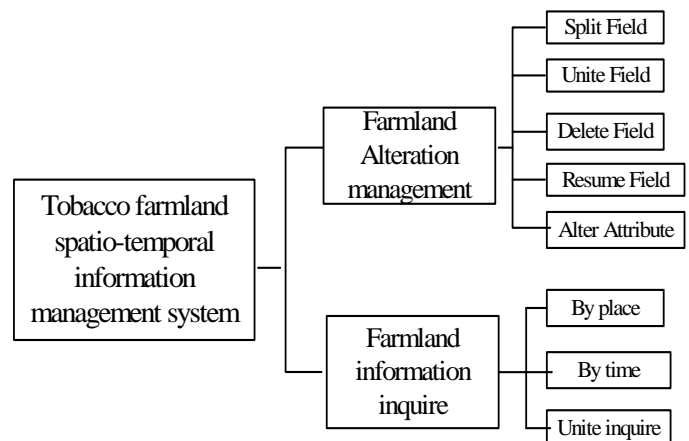 Tobacco farmland
spatio-temporal
information
management system
Farmland
Alteration
management
Split Field
Unite Field
Delete Field
Resume Field
Alter Attribute
Farmland
information
inquire
By place
By time
Unite inquire